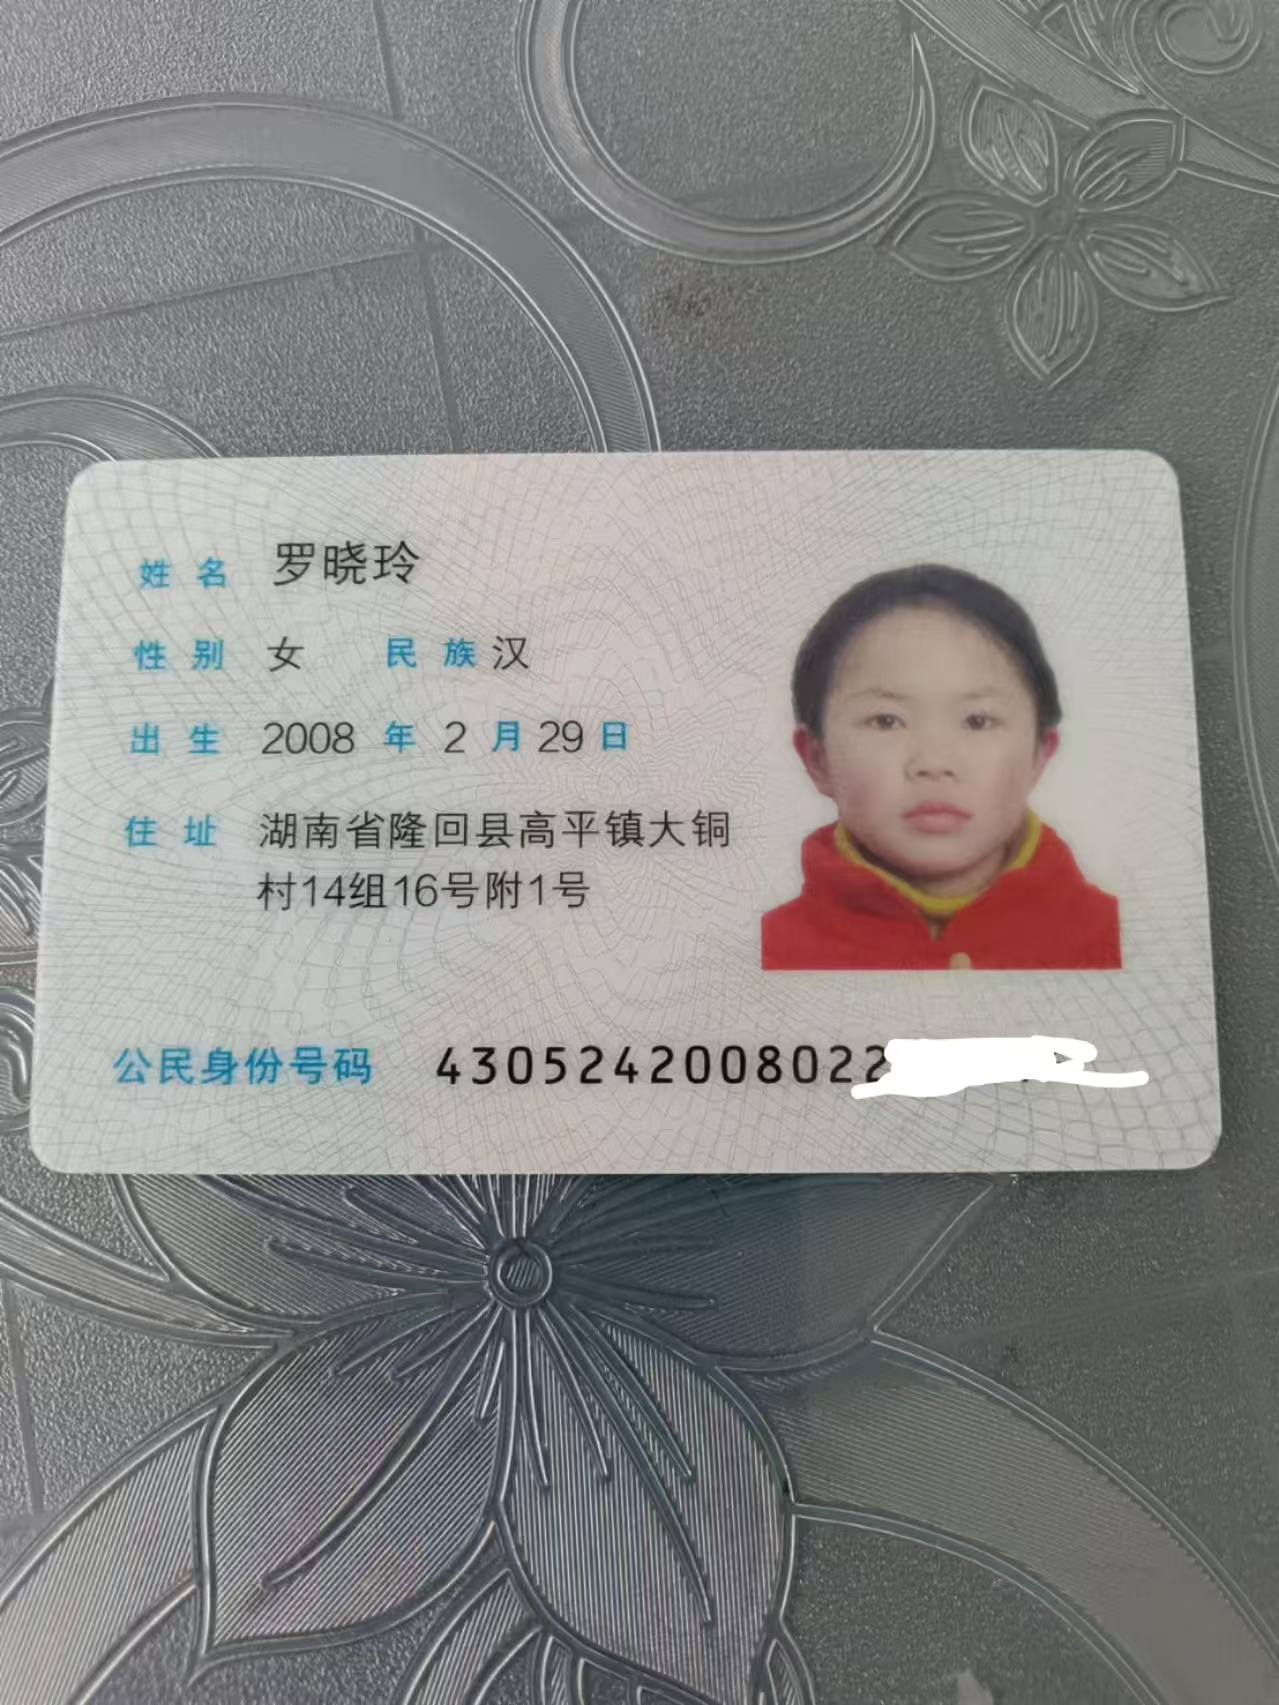 姓名 罗晓玲
性别 女 民族 汉
出生 2008 年 2 月 29 日
住址 湖南省隆回县高平镇大铜
村14组16号附1号
公民身份号码 4305242008022